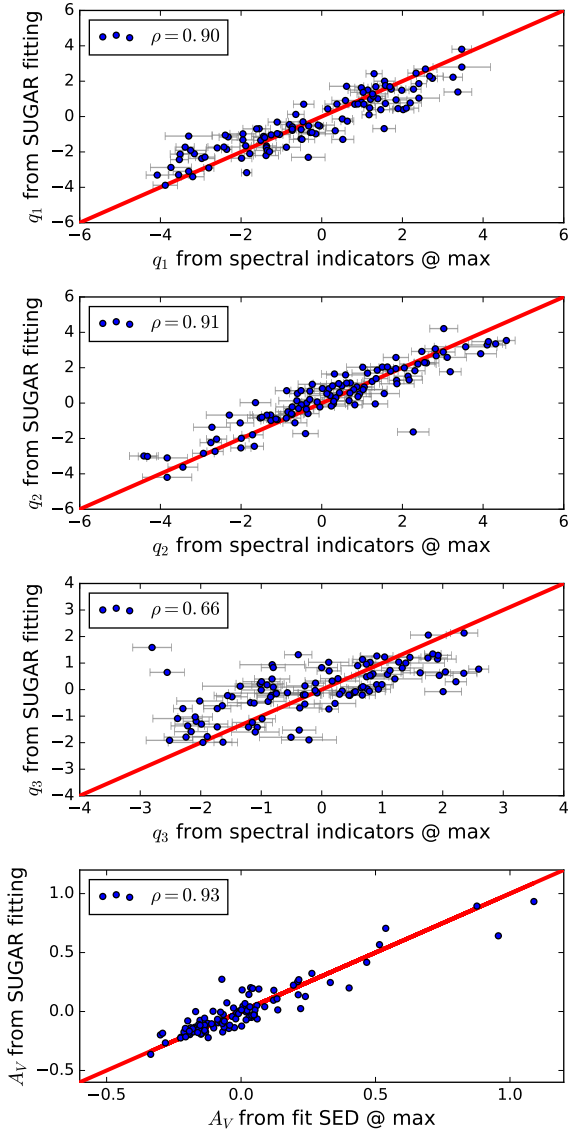 6
4
2
0
−2
−4
−6
q₁ from SUGAR fitting
ρ = 0.90
−6 −4 −2 0 2 4 6
q₁ from spectral indicators @ max
6
4
2
0
−2
−4
−6
q₂ from SUGAR fitting
ρ = 0.91
−6 −4 −2 0 2 4 6
q₂ from spectral indicators @ max
4
3
2
1
0
−1
−2
−3
−4
q₃ from SUGAR fitting
ρ = 0.66
−4 −3 −2 −1 0 1 2 3 4
q₃ from spectral indicators @ max
1.0
0.5
0.0
−0.5
A_V from SUGAR fitting
ρ = 0.93
−0.5 0.0 0.5 1.0
A_V from fit SED @ max